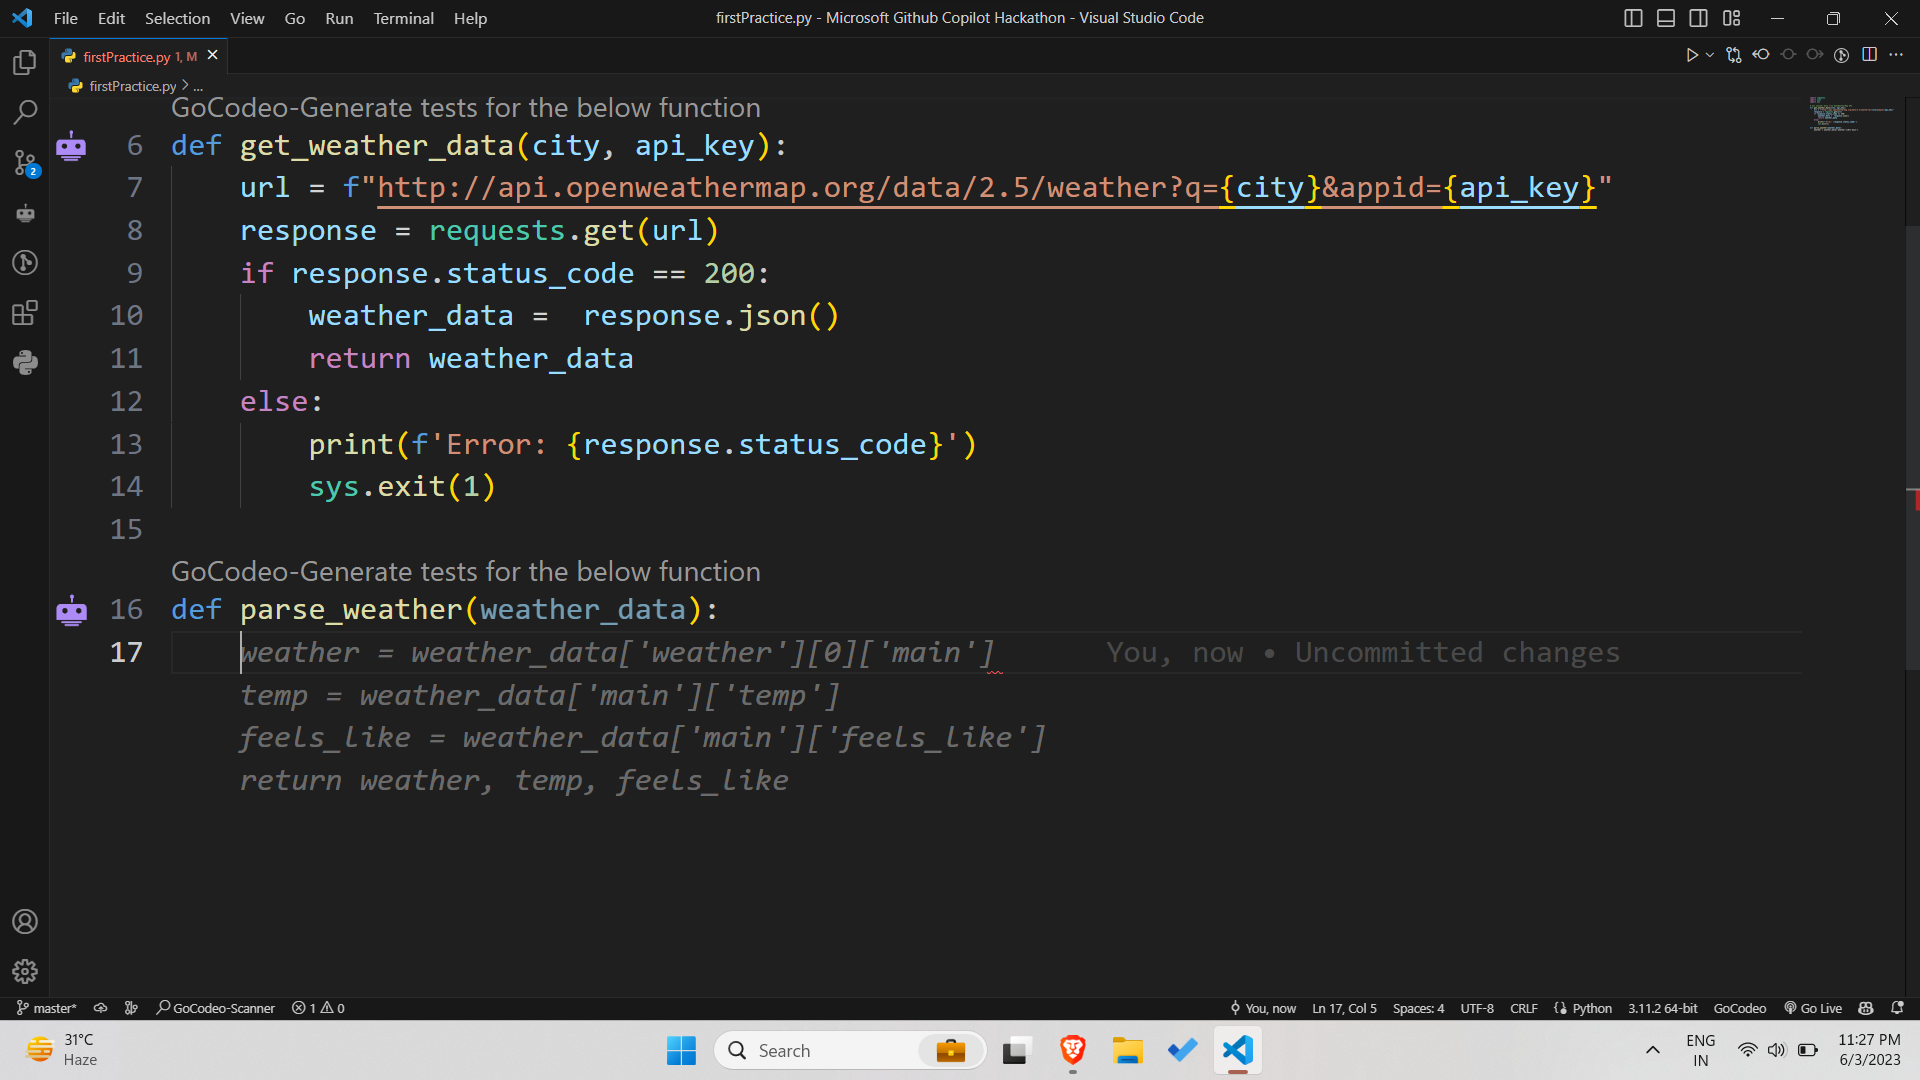 File Edit Selection View Go Run Terminal Help
firstPractice.py - Microsoft Github Copilot Hackathon - Visual Studio Code
firstPractice.py 1, M
firstPractice.py > ...
GoCodeo-Generate tests for the below function
6 def get_weather_data(city, api_key):
7 url = f"http://api.openweathermap.org/data/2.5/weather?q={city}&appid={api_key}"
8 response = requests.get(url)
9 if response.status_code == 200:
10 weather_data =  response.json()
11 return weather_data
12 else:
13 print(f'Error: {response.status_code}')
14 sys.exit(1)
15
GoCodeo-Generate tests for the below function
16 def parse_weather(weather_data):
17 weather = weather_data['weather'][0]['main'] You, now • Uncommitted changes
temp = weather_data['main']['temp']
feels_like = weather_data['main']['feels_like']
return weather, temp, feels_like
2
master* GoCodeo-Scanner 1 0 You, now Ln 17, Col 5 Spaces: 4 UTF-8 CRLF Python 3.11.2 64-bit GoCodeo Go Live
31°C
Haze
Search
ENG
IN
11:27 PM
6/3/2023